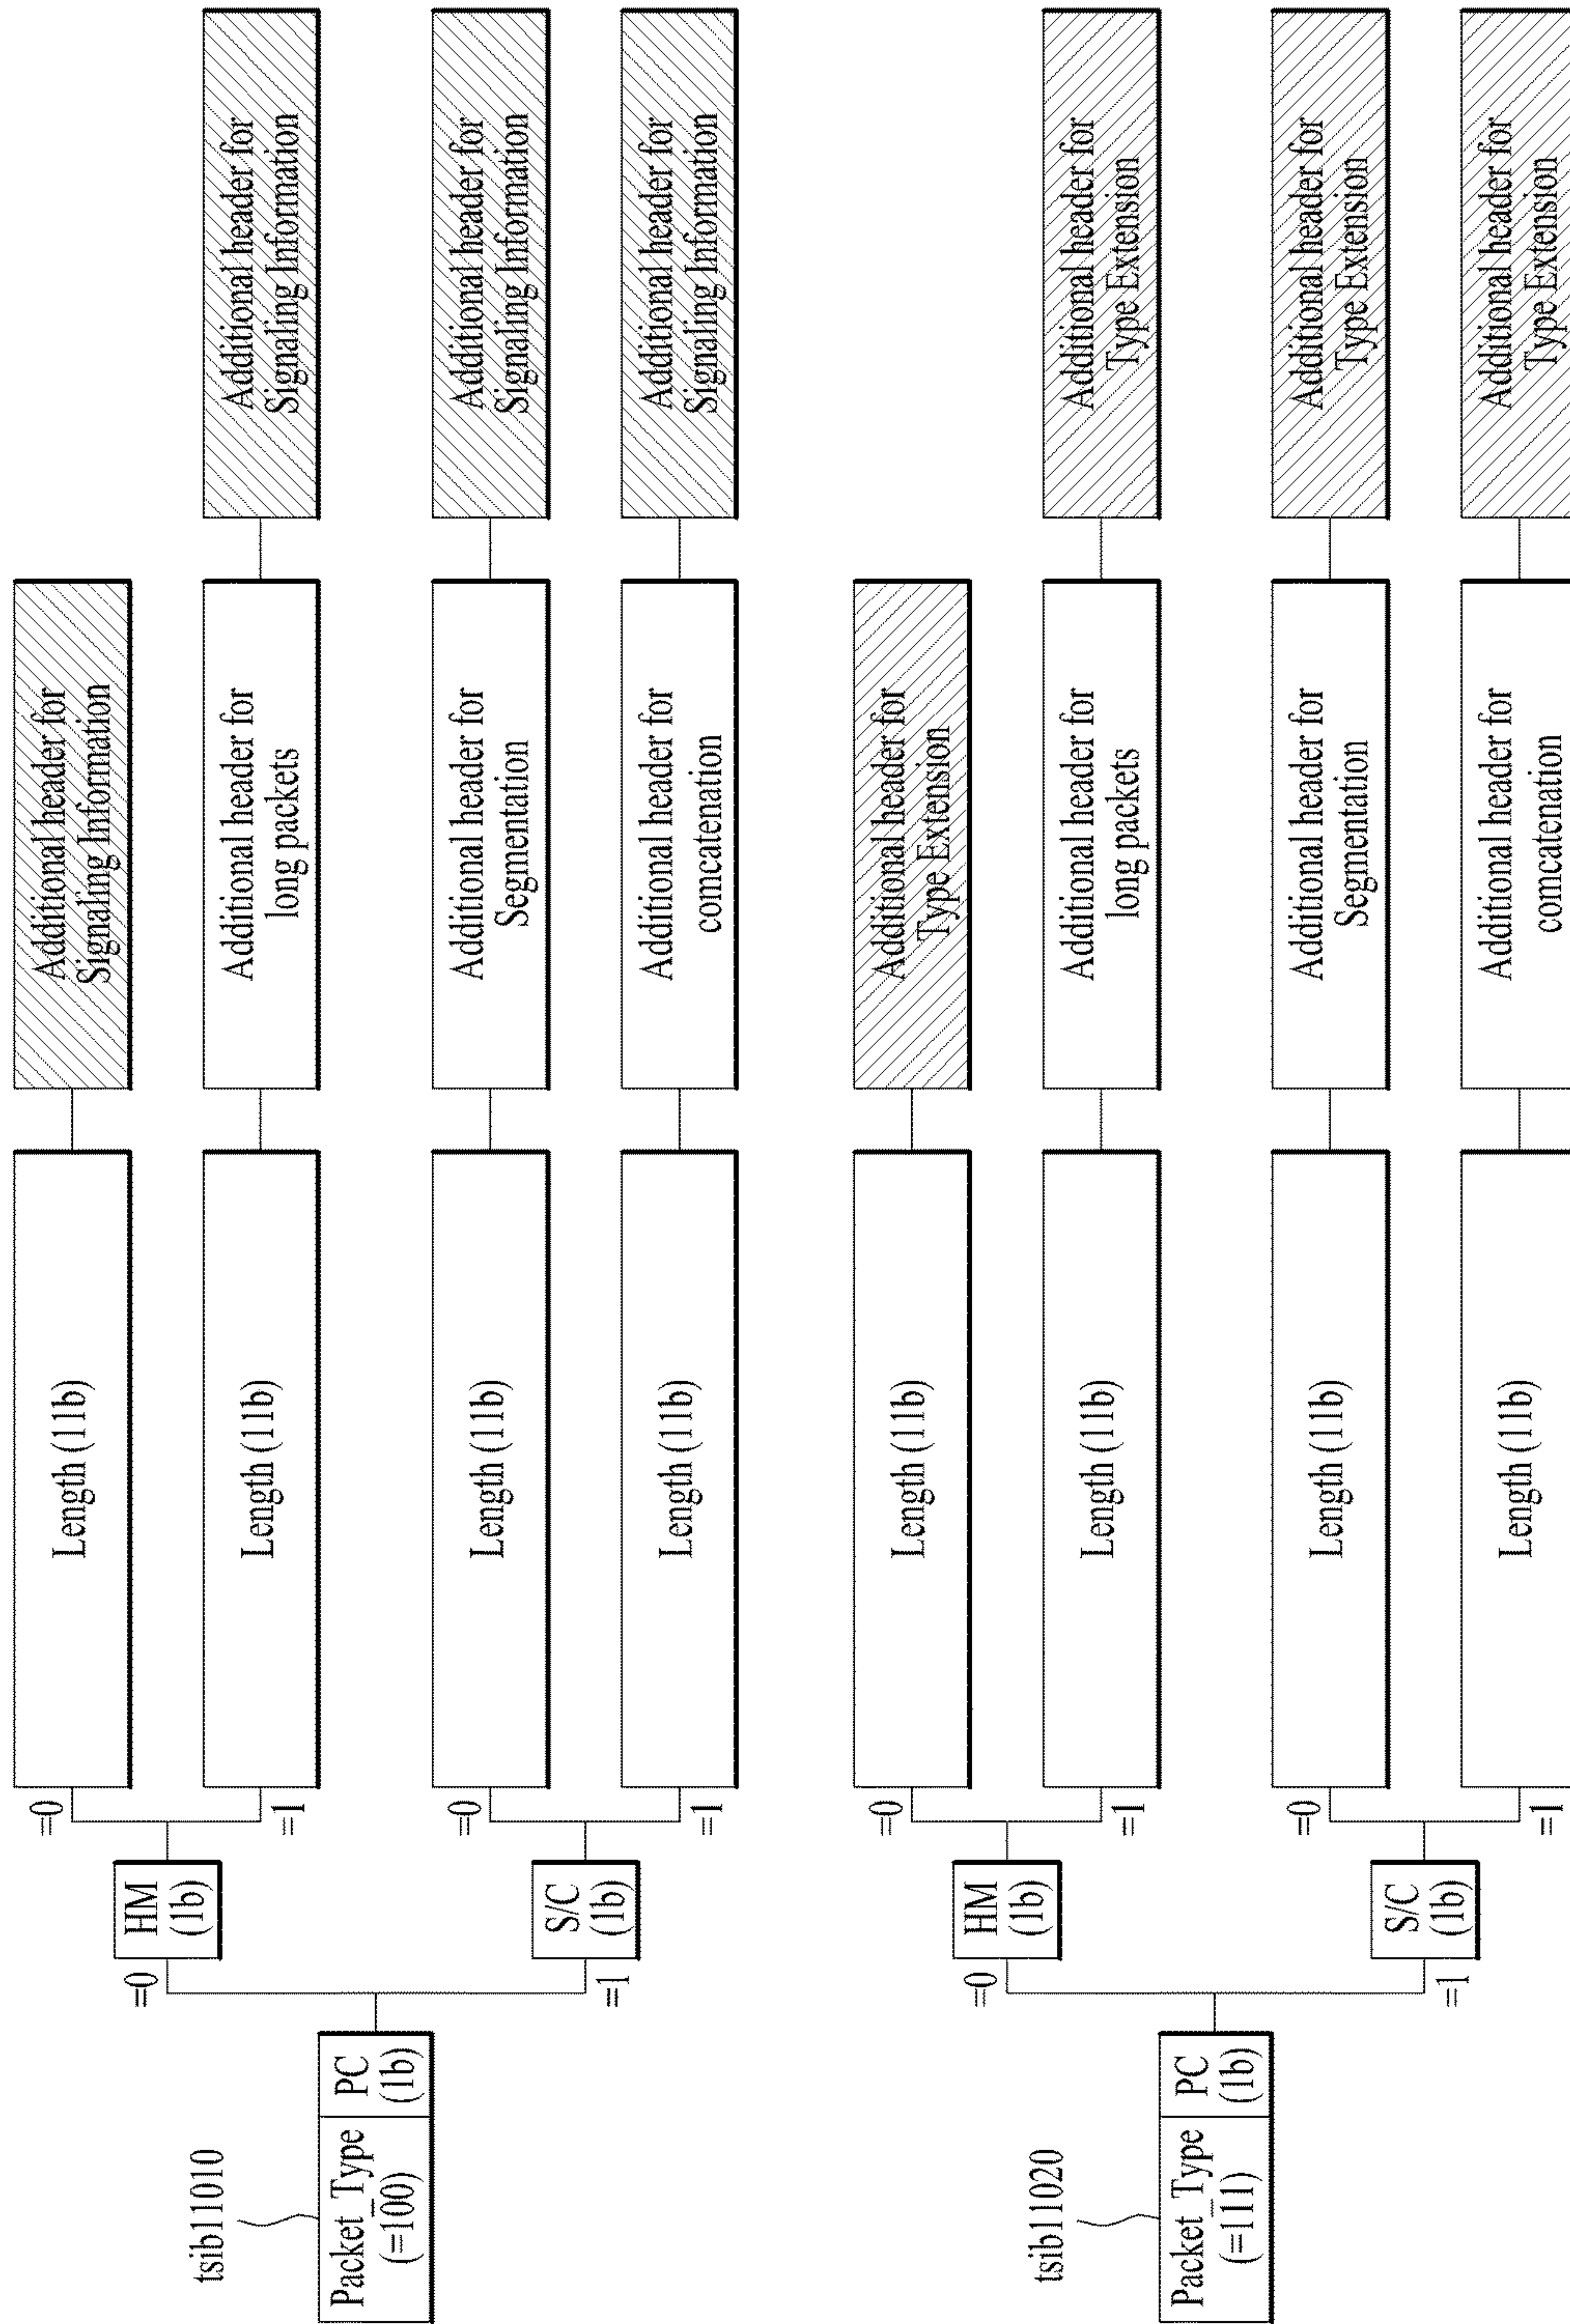 tsib11010
Packet_Type
(=100)
PC
(1b)
=0
HM
(1b)
=0
Length (11b)
Additional header for
Signaling Information
=1
Length (11b)
Additional header for
long packets
Additional header for
Signaling Information
=1
S/C
(1b)
=0
Length (11b)
Additional header for
Segmentation
Additional header for
Signaling Information
=1
Length (11b)
Additional header for
comcatenation
Additional header for
Signaling Information
tsib11020
Packet_Type
(=111)
PC
(1b)
=0
HM
(1b)
=0
Length (11b)
Additional header for
Type Extension
=1
Length (11b)
Additional header for
long packets
Additional header for
Type Extension
=1
S/C
(1b)
=0
Length (11b)
Additional header for
Segmentation
Additional header for
Type Extension
=1
Length (11b)
Additional header for
comcatenation
Additional header for
Type Extension